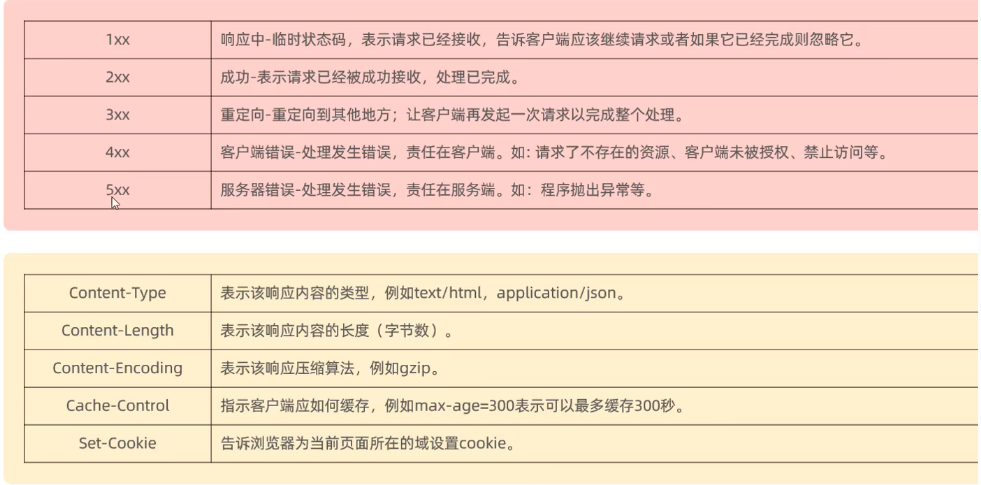 1xx 响应中-临时状态码，表示请求已经接收，告诉客户端应该继续请求或者如果它已经完成则忽略它。
2xx 成功-表示请求已经被成功接收，处理已完成。
3xx 重定向-重定向到其他地方；让客户端再发起一次请求以完成整个处理。
4xx 客户端错误-处理发生错误，责任在客户端。如：请求了不存在的资源、客户端未被授权、禁止访问等。
5xx 服务器错误-处理发生错误，责任在服务端。如：程序抛出异常等。
Content-Type 表示该响应内容的类型，例如text/html，application/json。
Content-Length 表示该响应内容的长度（字节数）。
Content-Encoding 表示该响应压缩算法，例如gzip。
Cache-Control 指示客户端应如何缓存，例如max-age=300表示可以最多缓存300秒。
Set-Cookie 告诉浏览器为当前页面所在的域设置cookie。